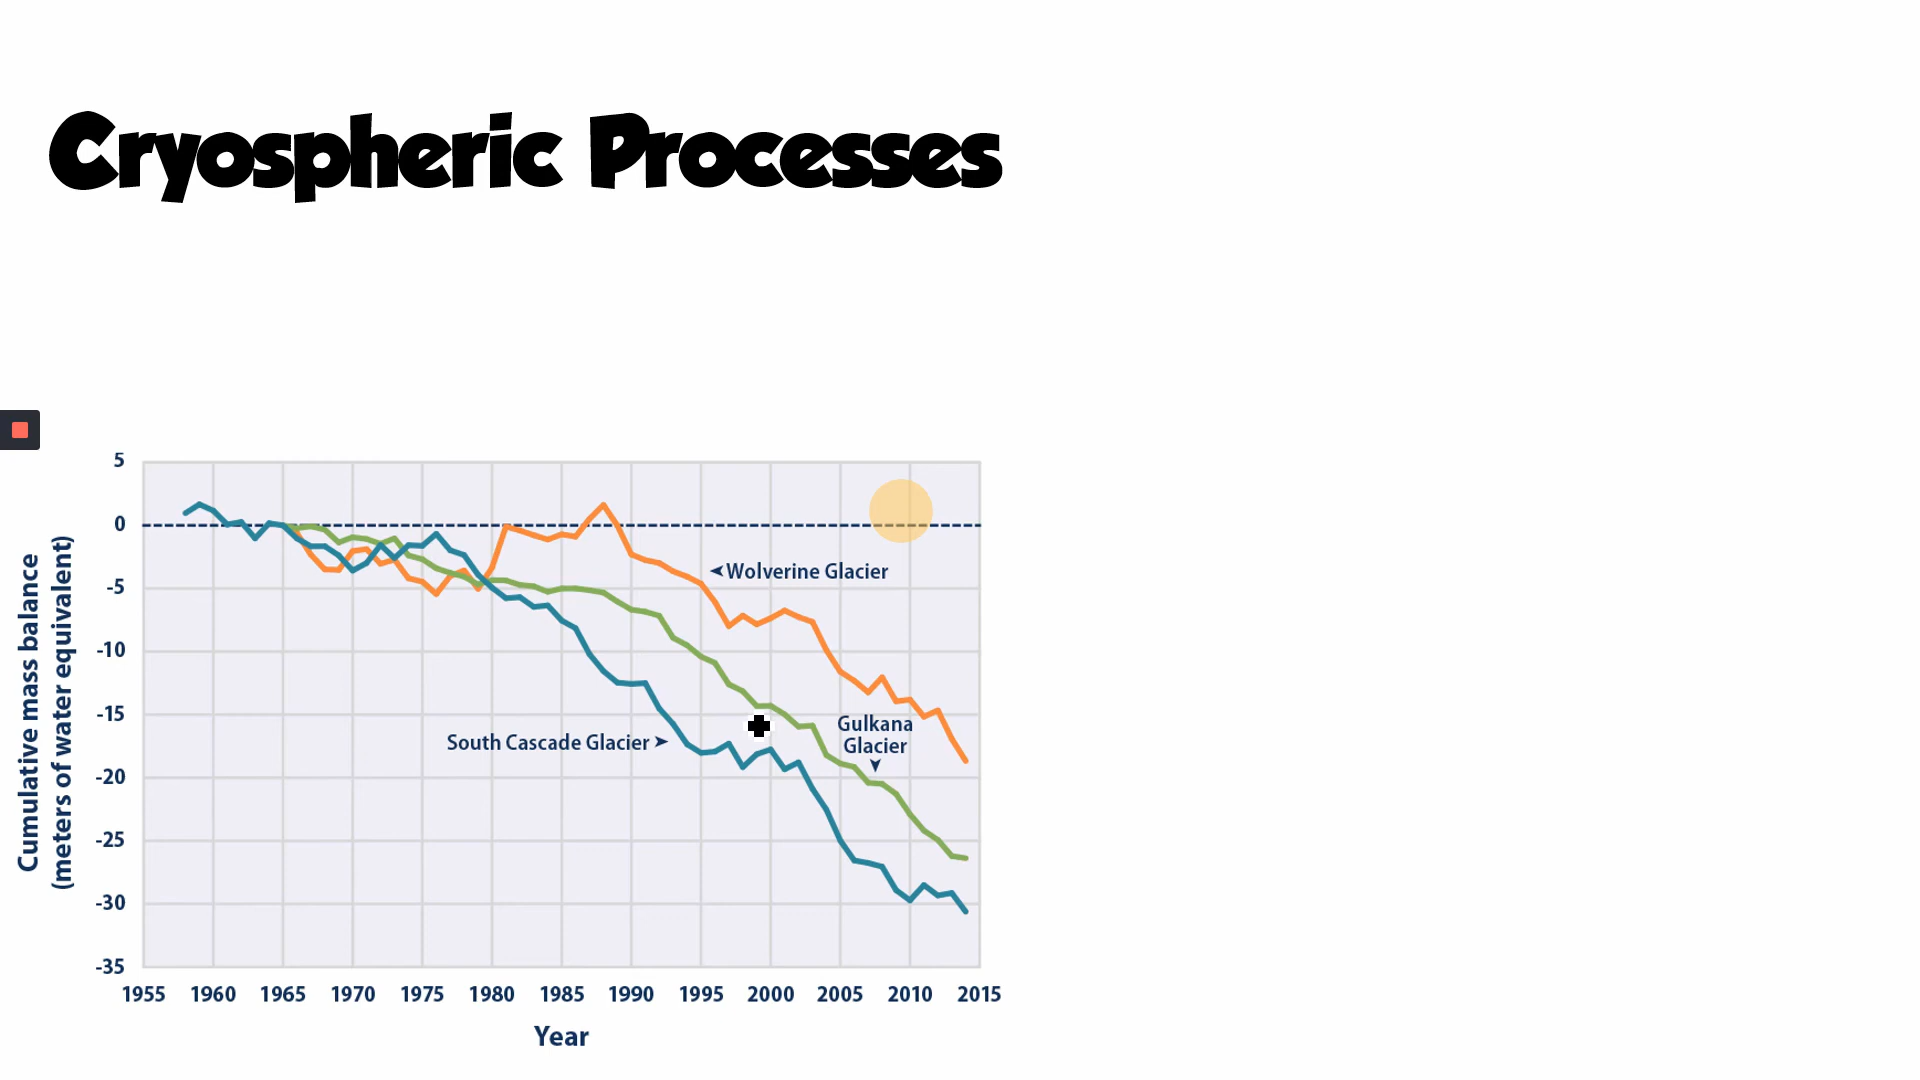 Cryospheric Processes
Cumulative mass balance
(meters of water equivalent)
5
0
-5
-10
-15
-20
-25
-30
-35
Wolverine Glacier
Gulkana
Glacier
South Cascade Glacier
1955 1960 1965 1970 1975 1980 1985 1990 1995 2000 2005 2010 2015
Year